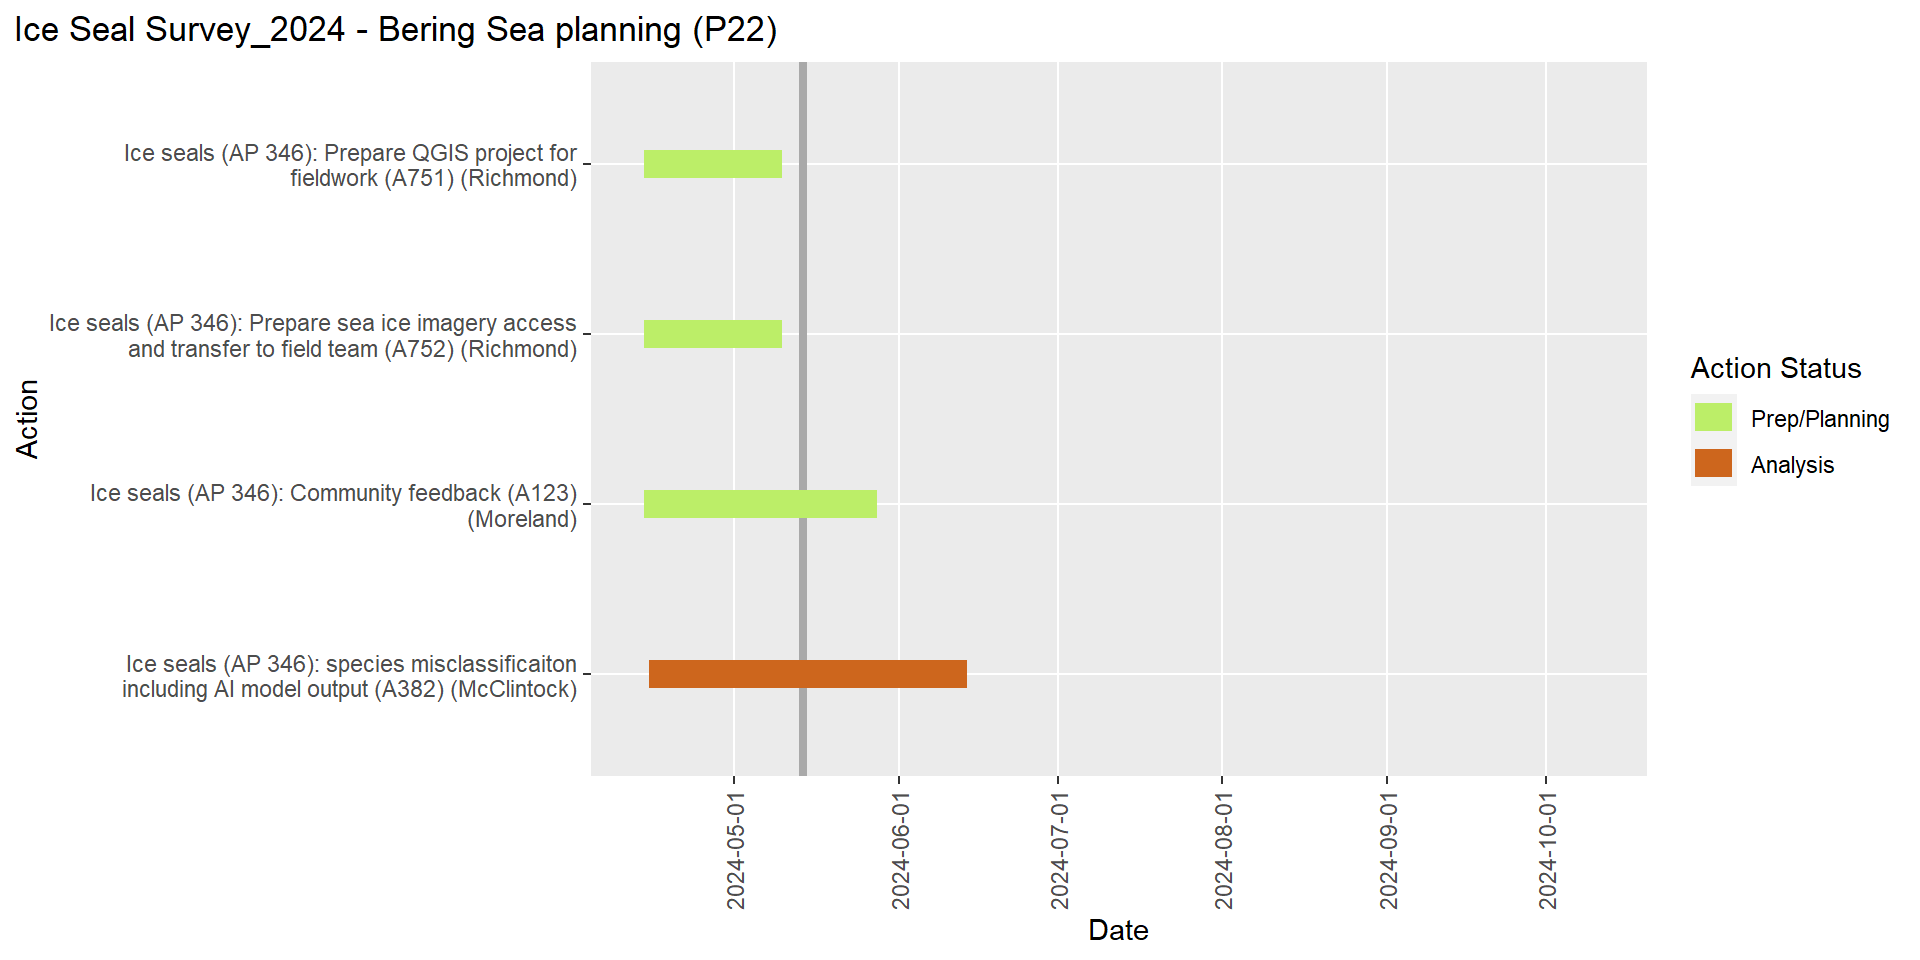 Ice Seal Survey_2024 - Bering Sea planning (P22)
Ice seals (AP 346): Prepare QGIS project for
fieldwork (A751) (Richmond)
Ice seals (AP 346): Prepare sea ice imagery access
and transfer to field team (A752) (Richmond)
Ice seals (AP 346): Community feedback (A123)
(Moreland)
Ice seals (AP 346): species misclassificaiton
including AI model output (A382) (McClintock)
Action
2024-05-01
2024-06-01
2024-07-01
2024-08-01
2024-09-01
2024-10-01
Date
Action Status
Prep/Planning
Analysis